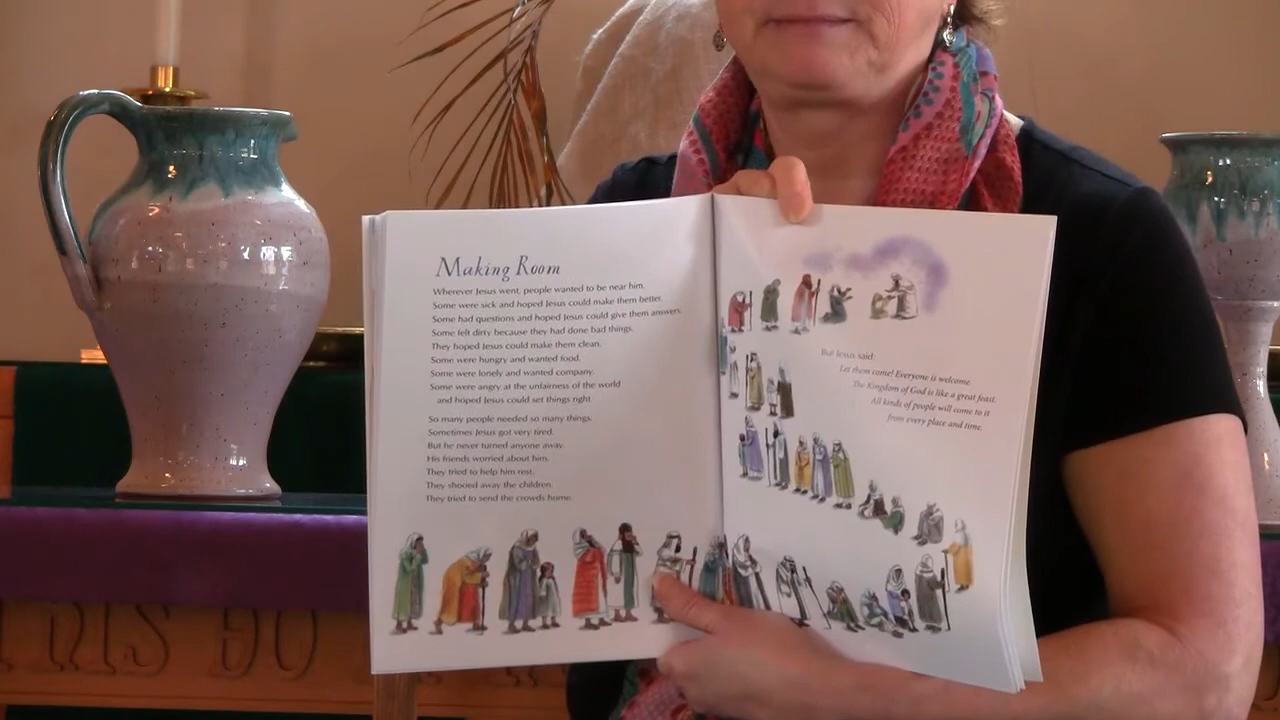 Making Room
Wherever Jesus went, people wanted to be near him.
Some were sick and hoped Jesus could make them better.
Some had questions and hoped Jesus could give them answers.
Some felt dirty because they had done bad things.
They hoped Jesus could make them clean.
Some were hungry and wanted food.
Some were lonely and wanted company.
Some were angry at the unfairness of the world
and hoped Jesus could set things right.
So many people needed so many things.
Sometimes Jesus got very tired.
But he never turned anyone away.
His friends worried about him.
They tried to help him rest.
They shooed away the children.
They tried to send the crowds home.
But Jesus said:
Let them come! Everyone is welcome.
The Kingdom of God is like a great feast.
All kinds of people will come to it
from every place and time.
THIS DO